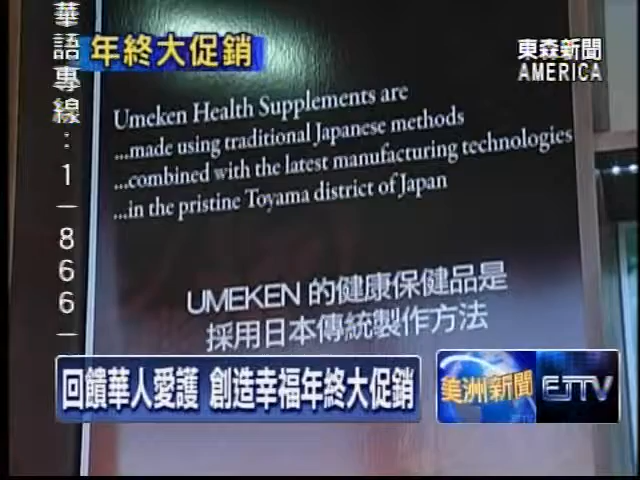 華語專線:1-866-
年終大促銷
東森新聞
AMERICA
Umeken Health Supplements are
...made using traditional Japanese methods
...combined with the latest manufacturing technologies
...in the pristine Toyama district of Japan
UMEKEN 的健康保健品是
採用日本傳統製作方法
回饋華人愛護 創造幸福年終大促銷
美洲新聞 ETTV